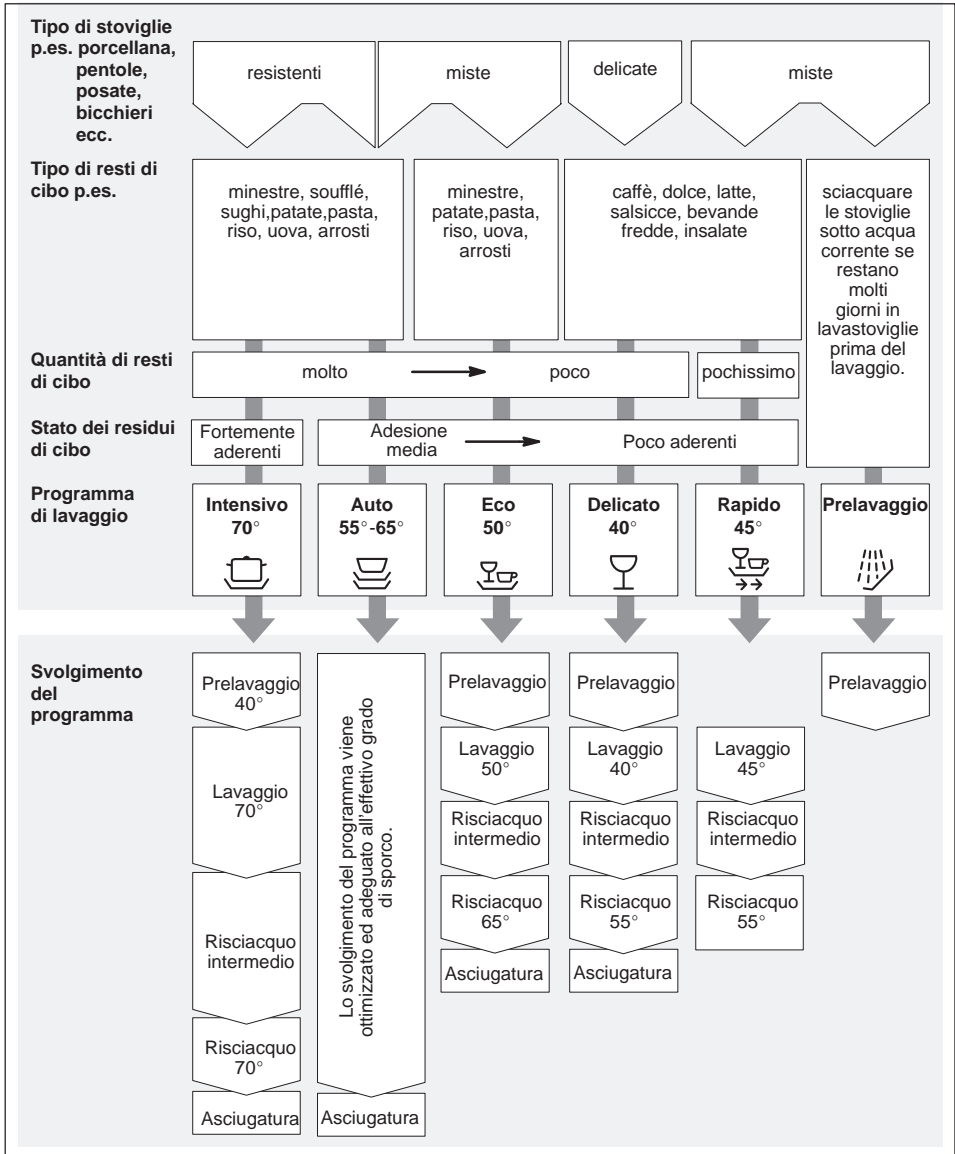 Tipo di stoviglie
p.es. porcellana,
pentole,
posate,
bicchieri
ecc.
resistenti
miste
delicate
miste
Tipo di resti di
cibo p.es.
minestre, soufflé,
sughi,patate,pasta,
riso, uova, arrosti
minestre,
patate,pasta,
riso, uova,
arrosti
caffè, dolce, latte,
salsicce, bevande
fredde, insalate
sciacquare
le stoviglie
sotto acqua
corrente se
restano
molti
giorni in
lavastoviglie
prima del
lavaggio.
Quantità di resti
di cibo
molto
poco
pochissimo
Stato dei residui
di cibo
Fortemente
aderenti
Adesione
media
Poco aderenti
Programma
di lavaggio
Intensivo
70°
Auto
55°-65°
Eco
50°
Delicato
40°
Rapido
45°
Prelavaggio
Svolgimento
del
programma
Prelavaggio
40°
Lavaggio
70°
Risciacquo
intermedio
Risciacquo
70°
Asciugatura
Lo svolgimento del programma viene
ottimizzato ed adeguato all'effettivo grado
di sporco.
Asciugatura
Prelavaggio
Lavaggio
50°
Risciacquo
intermedio
Risciacquo
65°
Asciugatura
Prelavaggio
Lavaggio
40°
Risciacquo
intermedio
Risciacquo
55°
Asciugatura
Lavaggio
45°
Risciacquo
intermedio
Risciacquo
55°
Prelavaggio